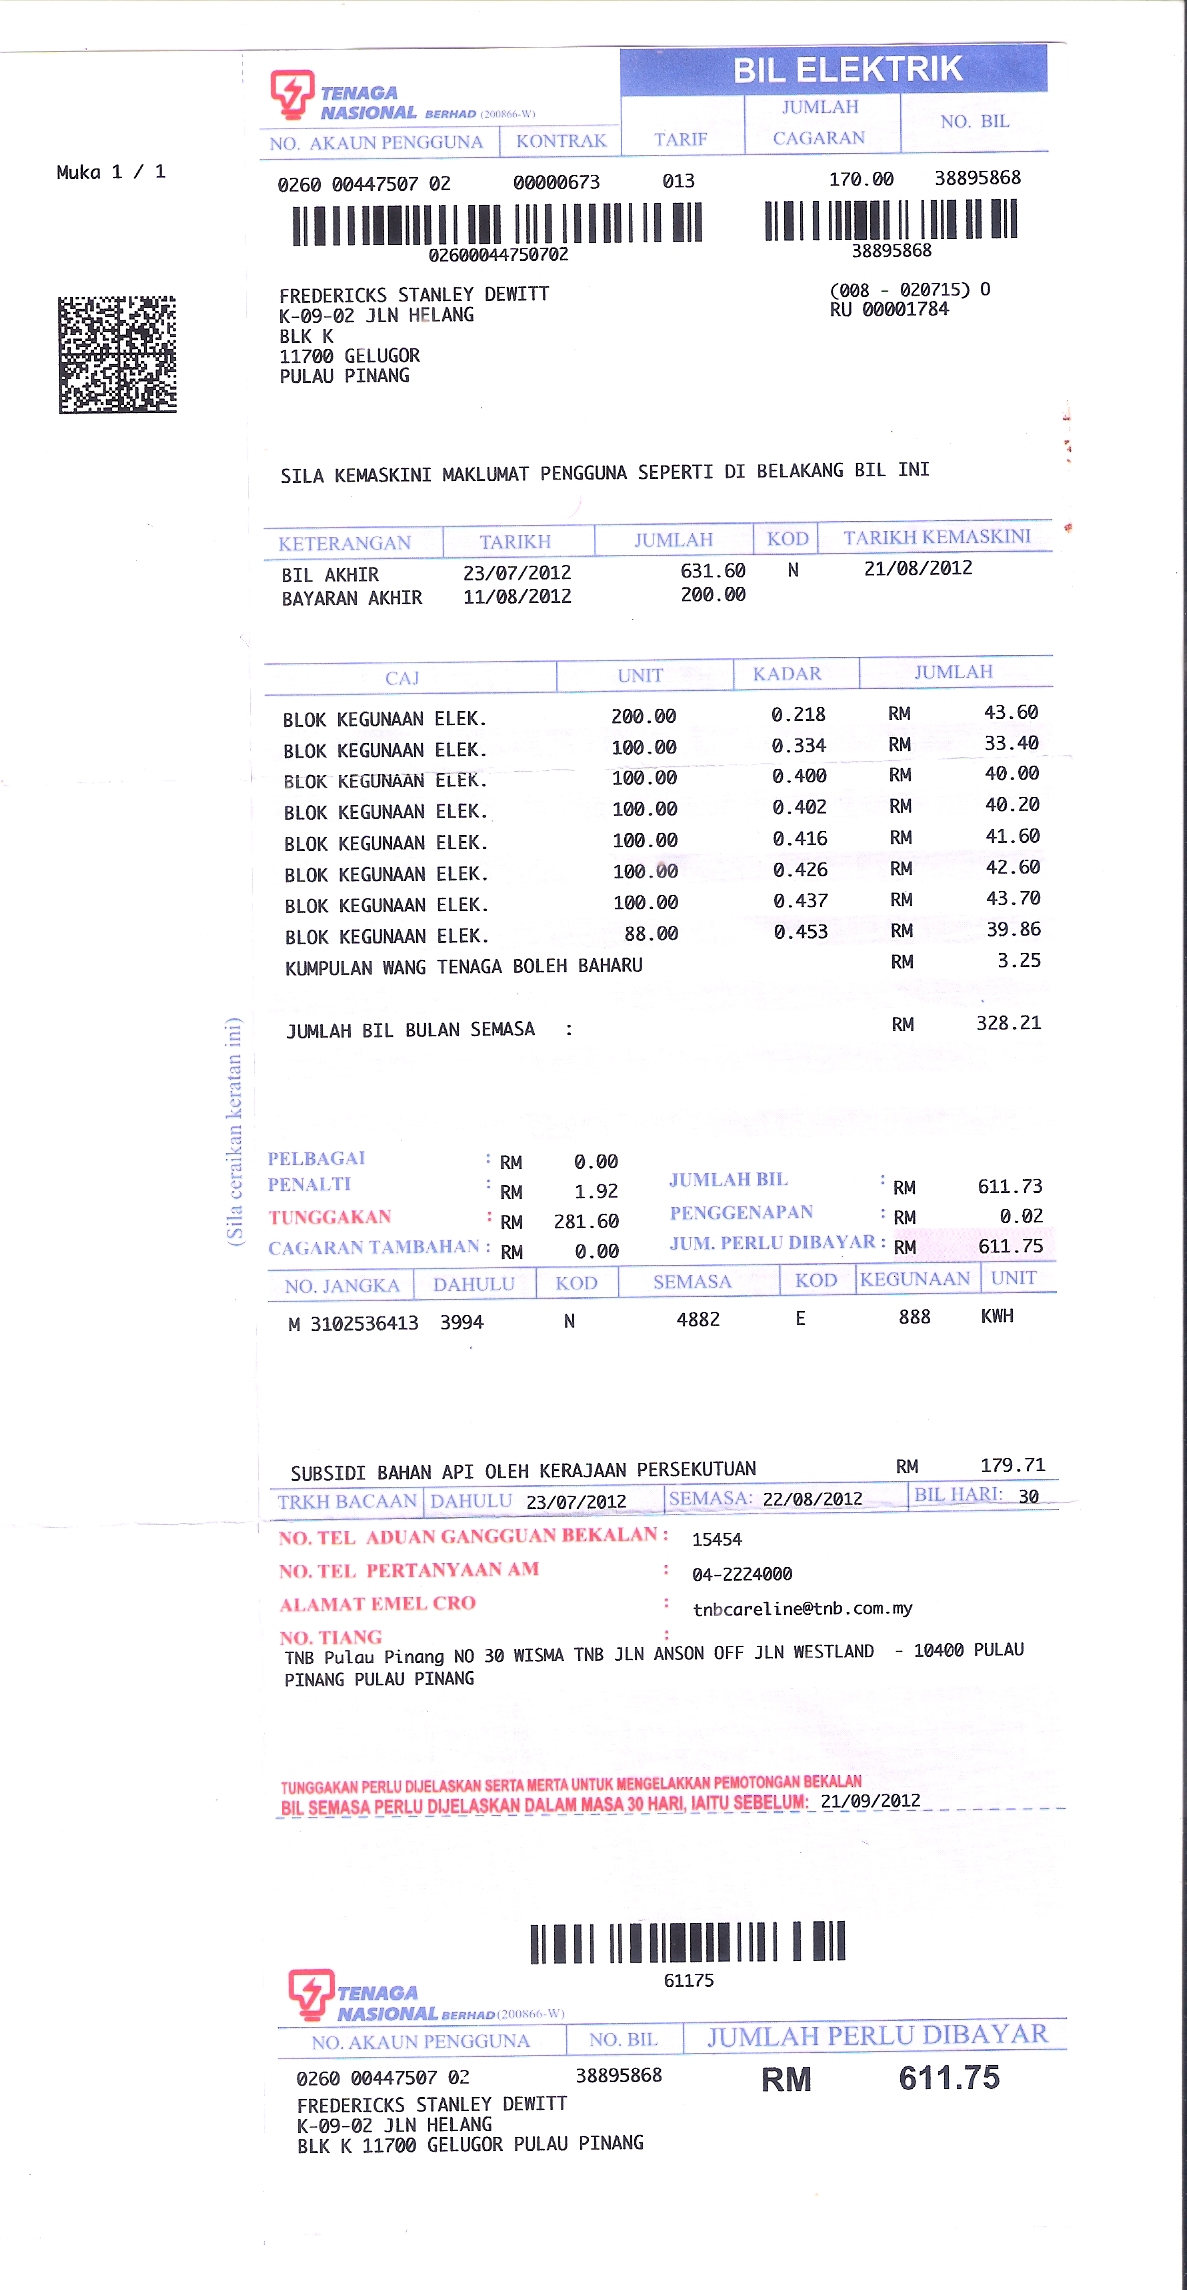 TENAGA
NASIONAL BERHAD (200866-W)
BIL ELEKTRIK
NO. AKAUN PENGGUNA KONTRAK TARIF JUMLAH CAGARAN NO. BIL
Muka 1 / 1
0260 00447507 02 00000673 013 170.00 38895868
02600044750702 38895868
FREDERICKS STANLEY DEWITT (008 - 020715) O
K-09-02 JLN HELANG RU 00001784
BLK K
11700 GELUGOR
PULAU PINANG
SILA KEMASKINI MAKLUMAT PENGGUNA SEPERTI DI BELAKANG BIL INI
KETERANGAN TARIKH JUMLAH KOD TARIKH KEMASKINI
BIL AKHIR 23/07/2012 631.60 N 21/08/2012
BAYARAN AKHIR 11/08/2012 200.00
CAJ UNIT KADAR JUMLAH
BLOK KEGUNAAN ELEK. 200.00 0.218 RM 43.60
BLOK KEGUNAAN ELEK. 100.00 0.334 RM 33.40
BLOK KEGUNAAN ELEK. 100.00 0.400 RM 40.00
BLOK KEGUNAAN ELEK. 100.00 0.402 RM 40.20
BLOK KEGUNAAN ELEK. 100.00 0.416 RM 41.60
BLOK KEGUNAAN ELEK. 100.00 0.426 RM 42.60
BLOK KEGUNAAN ELEK. 100.00 0.437 RM 43.70
BLOK KEGUNAAN ELEK. 88.00 0.453 RM 39.86
KUMPULAN WANG TENAGA BOLEH BAHARU RM 3.25
JUMLAH BIL BULAN SEMASA : RM 328.21
(Sila ceraikan keratan ini)
PELBAGAI : RM 0.00
PENALTI : RM 1.92 JUMLAH BIL : RM 611.73
TUNGGAKAN : RM 281.60 PENGGENAPAN : RM 0.02
CAGARAN TAMBAHAN : RM 0.00 JUM. PERLU DIBAYAR : RM 611.75
NO. JANGKA DAHULU KOD SEMASA KOD KEGUNAAN UNIT
M 3102536413 3994 N 4882 E 888 KWH
SUBSIDI BAHAN API OLEH KERAJAAN PERSEKUTUAN RM 179.71
TRKH BACAAN DAHULU 23/07/2012 SEMASA: 22/08/2012 BIL HARI: 30
NO. TEL ADUAN GANGGUAN BEKALAN : 15454
NO. TEL PERTANYAAN AM : 04-2224000
ALAMAT EMEL CRO : tnbcareline@tnb.com.my
NO. TIANG :
TNB Pulau Pinang NO 30 WISMA TNB JLN ANSON OFF JLN WESTLAND - 10400 PULAU
PINANG PULAU PINANG
TUNGGAKAN PERLU DIJELASKAN SERTA MERTA UNTUK MENGELAKKAN PEMOTONGAN BEKALAN
BIL SEMASA PERLU DIJELASKAN DALAM MASA 30 HARI, IAITU SEBELUM: 21/09/2012
61175
TENAGA
NASIONAL BERHAD (200866-W)
NO. AKAUN PENGGUNA NO. BIL JUMLAH PERLU DIBAYAR
0260 00447507 02 38895868 RM 611.75
FREDERICKS STANLEY DEWITT
K-09-02 JLN HELANG
BLK K 11700 GELUGOR PULAU PINANG